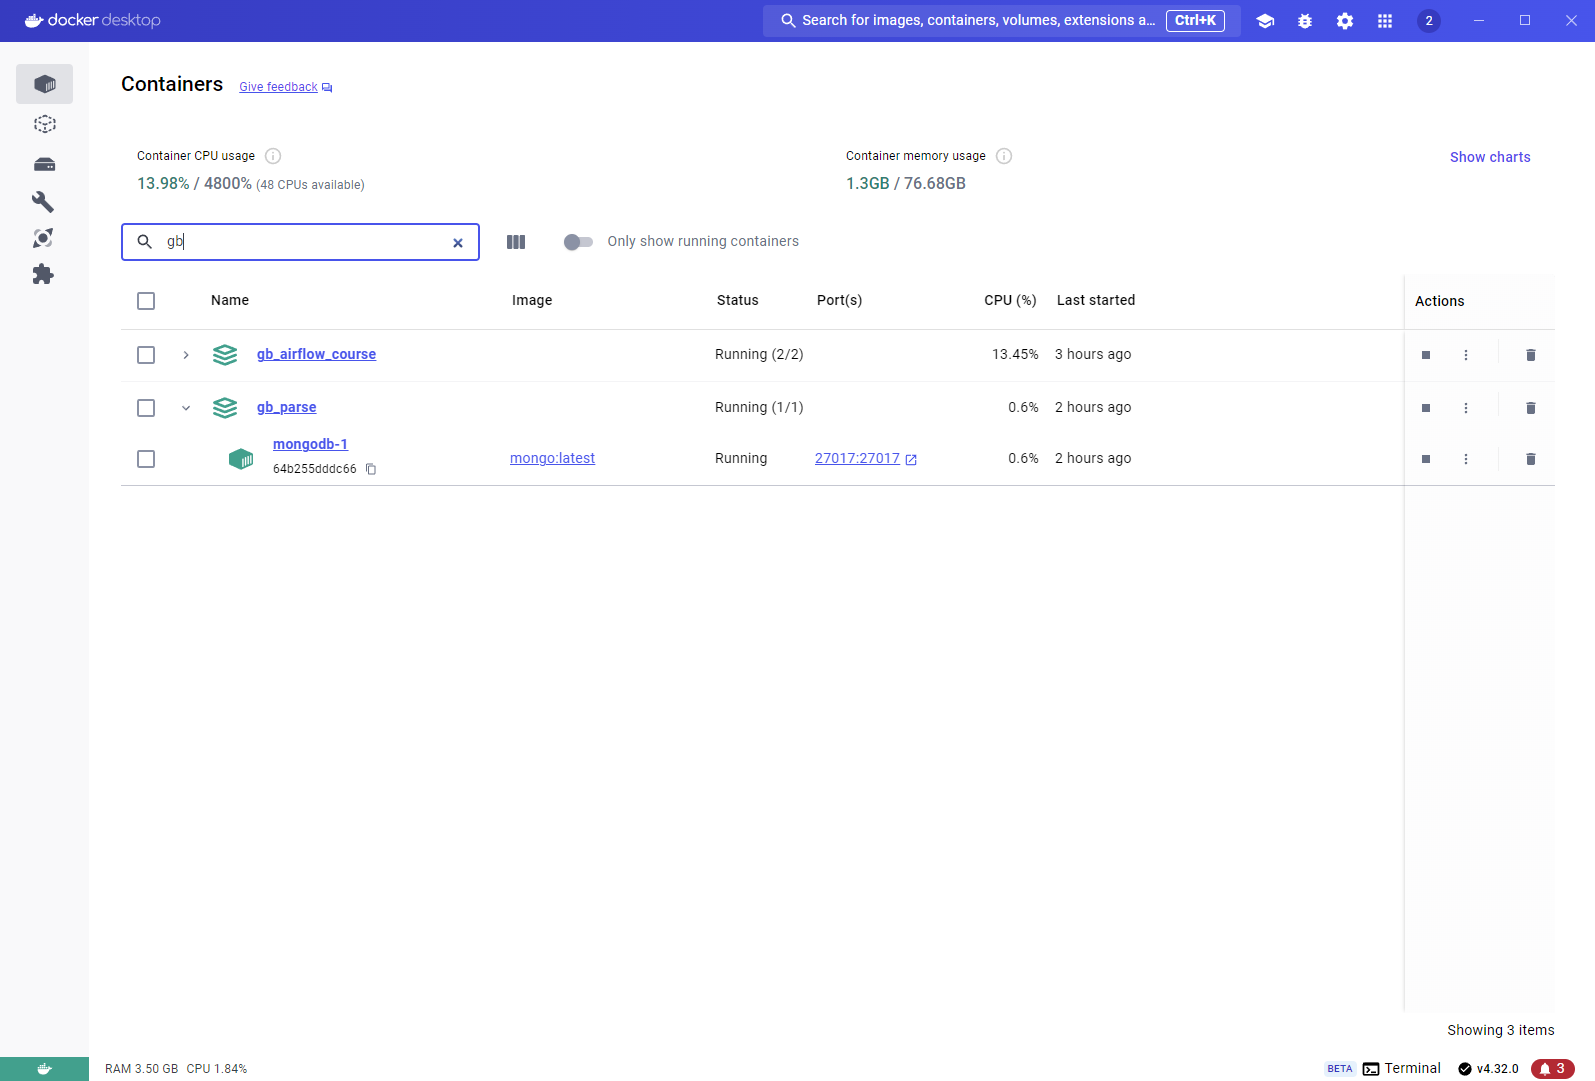 docker desktop
Search for images, containers, volumes, extensions a... Ctrl+K
2
Containers Give feedback
Container CPU usage
13.98% / 4800% (48 CPUs available)
Container memory usage
1.3GB / 76.68GB
Show charts
gb
Only show running containers
Name Image Status Port(s) CPU (%) Last started Actions
gb_airflow_course Running (2/2) 13.45% 3 hours ago
gb_parse Running (1/1) 0.6% 2 hours ago
mongodb-1
64b255dddc66
mongo:latest Running 27017:27017 0.6% 2 hours ago
Showing 3 items
RAM 3.50 GB CPU 1.84%
BETA Terminal v4.32.0 3